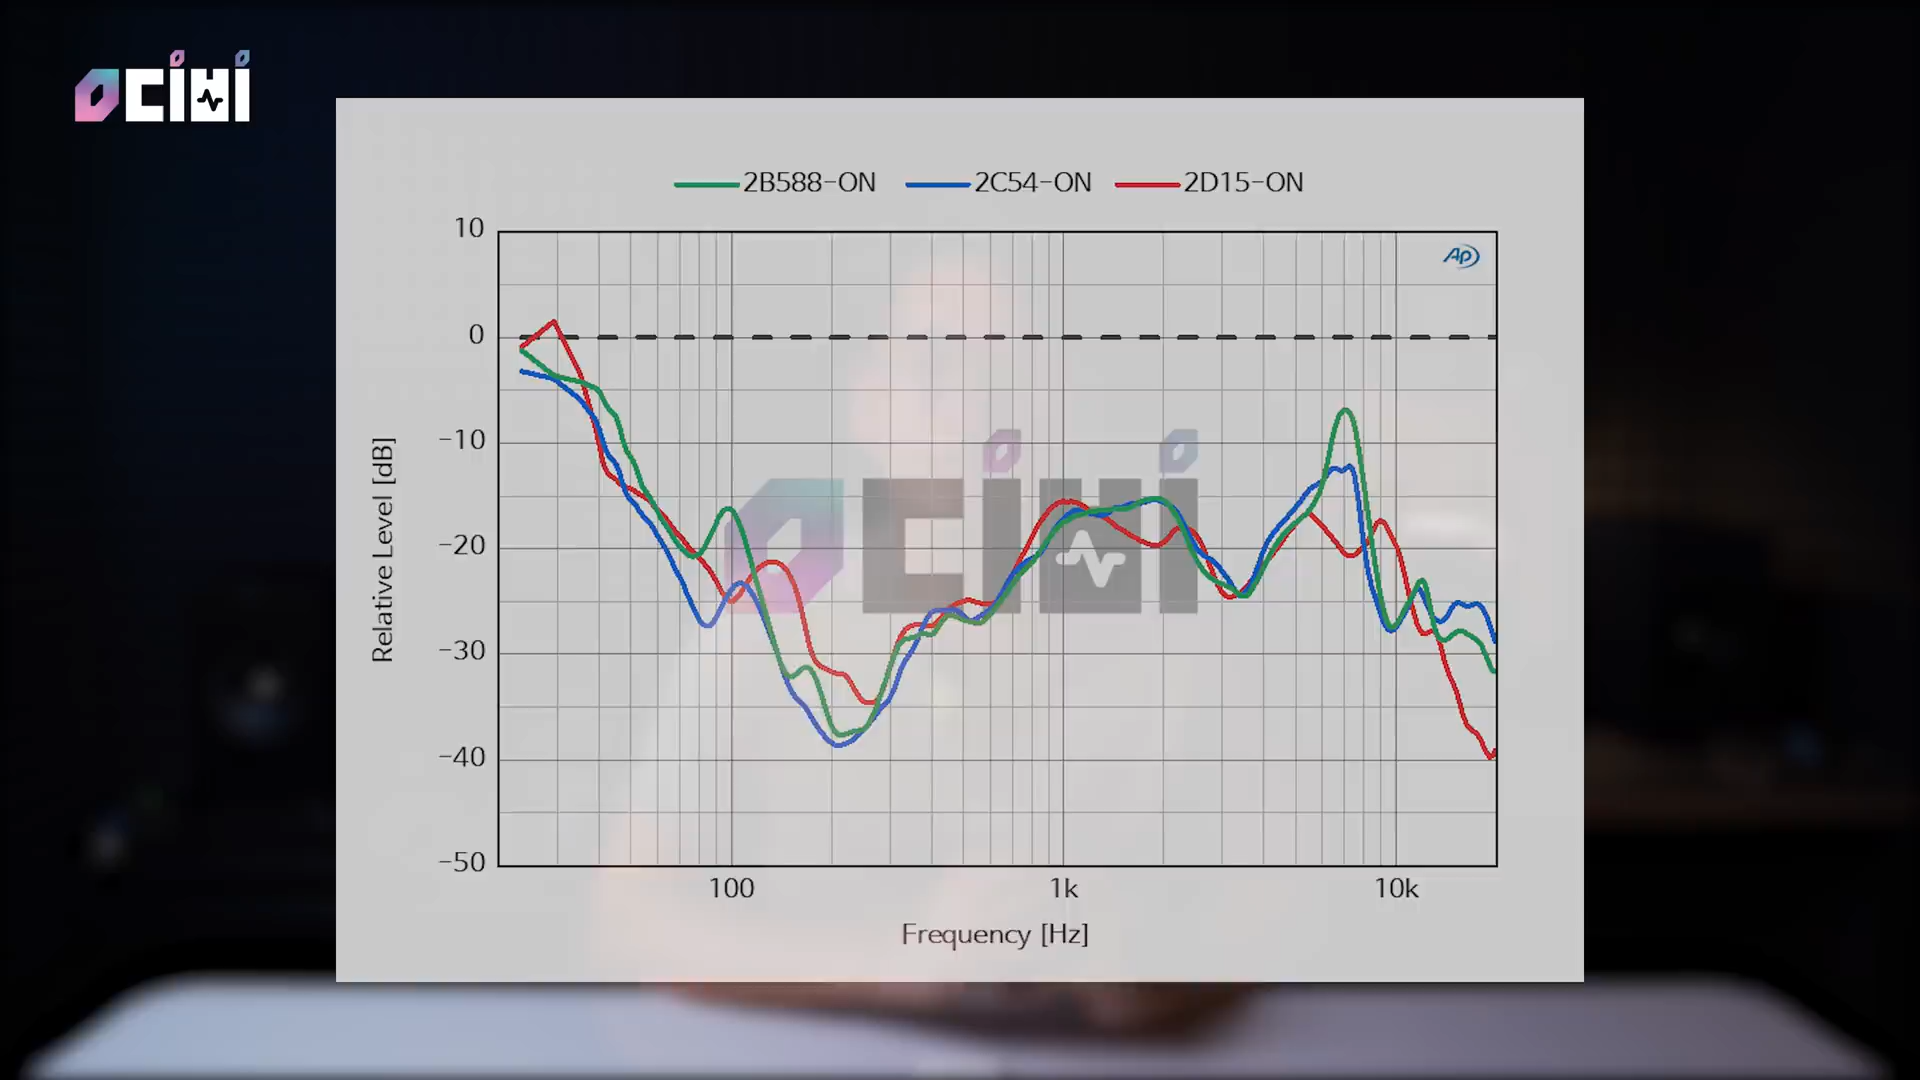 2B588-ON 2C54-ON 2D15-ON
10
AP
0
-10
-20
-30
-40
-50
Relative Level [dB]
100 1k 10k
Frequency [Hz]